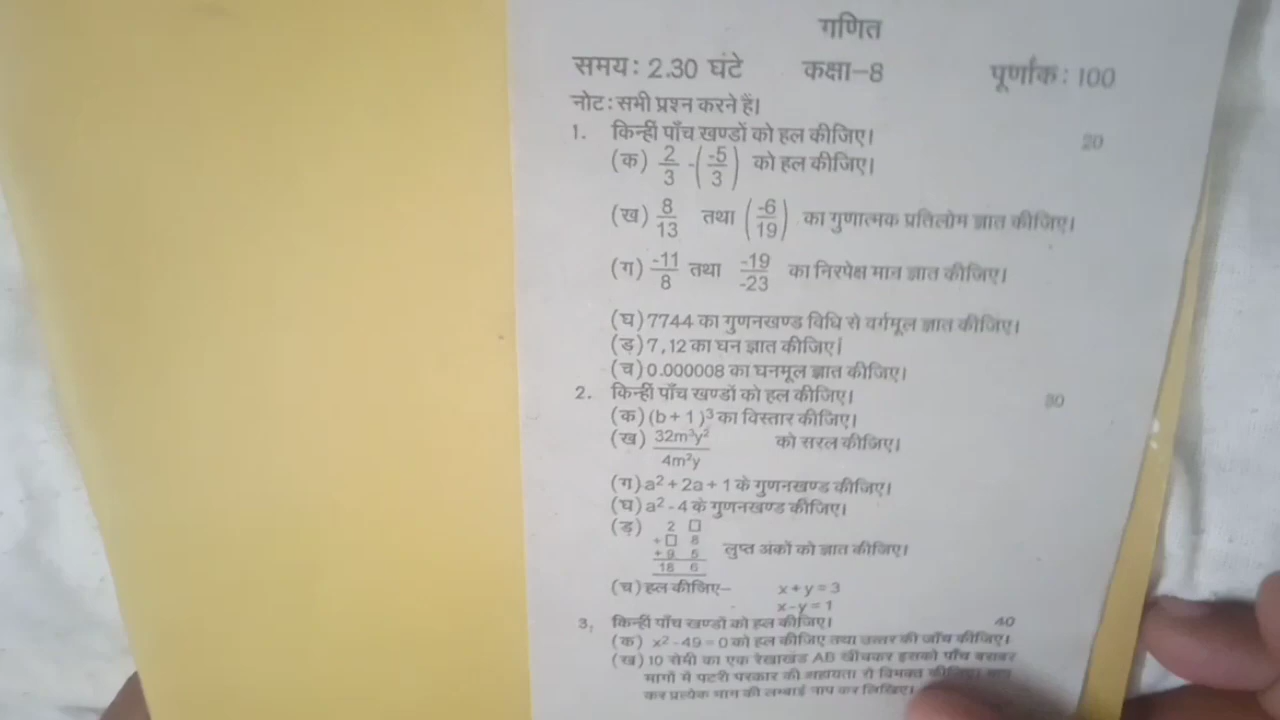 गणित
समय: 2.30 घंटे कक्षा-8 पूर्णांक: 100
नोट: सभी प्रश्न करने हैं।
1. किन्हीं पाँच खण्डों को हल कीजिए। 20
(क) 2/3 - (-5/3) को हल कीजिए।
(ख) 8/13 तथा (-6/19) का गुणात्मक प्रतिलोम ज्ञात कीजिए।
(ग) -11/8 तथा -19/-23 का निरपेक्ष मान ज्ञात कीजिए।
(घ) 7744 का गुणनखण्ड विधि से वर्गमूल ज्ञात कीजिए।
(ड़) 7,12 का घन ज्ञात कीजिए।
(च) 0.000008 का घनमूल ज्ञात कीजिए।
2. किन्हीं पाँच खण्डों को हल कीजिए।
(क) (b + 1)³ का विस्तार कीजिए।
(ख) 32m³y²/4m²y को सरल कीजिए।
(ग) a² + 2a + 1 के गुणनखण्ड कीजिए।
(घ) a² - 4 के गुणनखण्ड कीजिए।
(ड़) 2 □
+ □ 8
+ 9 5 लुप्त अंकों को ज्ञात कीजिए।
18 6
(च) हल कीजिए– x + y = 3
x - y = 1
3. किन्हीं पाँच खण्डों को हल कीजिए। 40
(क) x² - 49 = 0 को हल कीजिए तथा उत्तर की जाँच कीजिए।
(ख) 10 सेमी का एक रेखाखंड AB खींचकर इसको पाँच बराबर
भागों में पटरी परकार की सहायता से विभक्त कीजिए।
कर प्रत्येक भाग की लम्बाई नाप कर लिखिए।